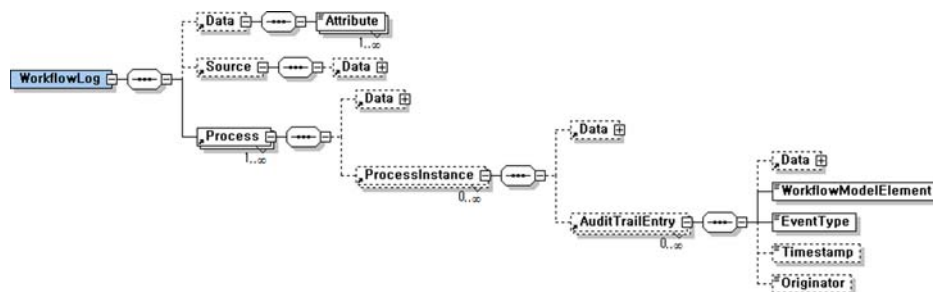 Data
Attribute
1..∞
WorkflowLog
Source
Data
Data
Process
1..∞
Data
ProcessInstance
0..∞
Data
AuditTrailEntry
0..∞
WorkflowModelElement
EventType
Timestamp
Originator